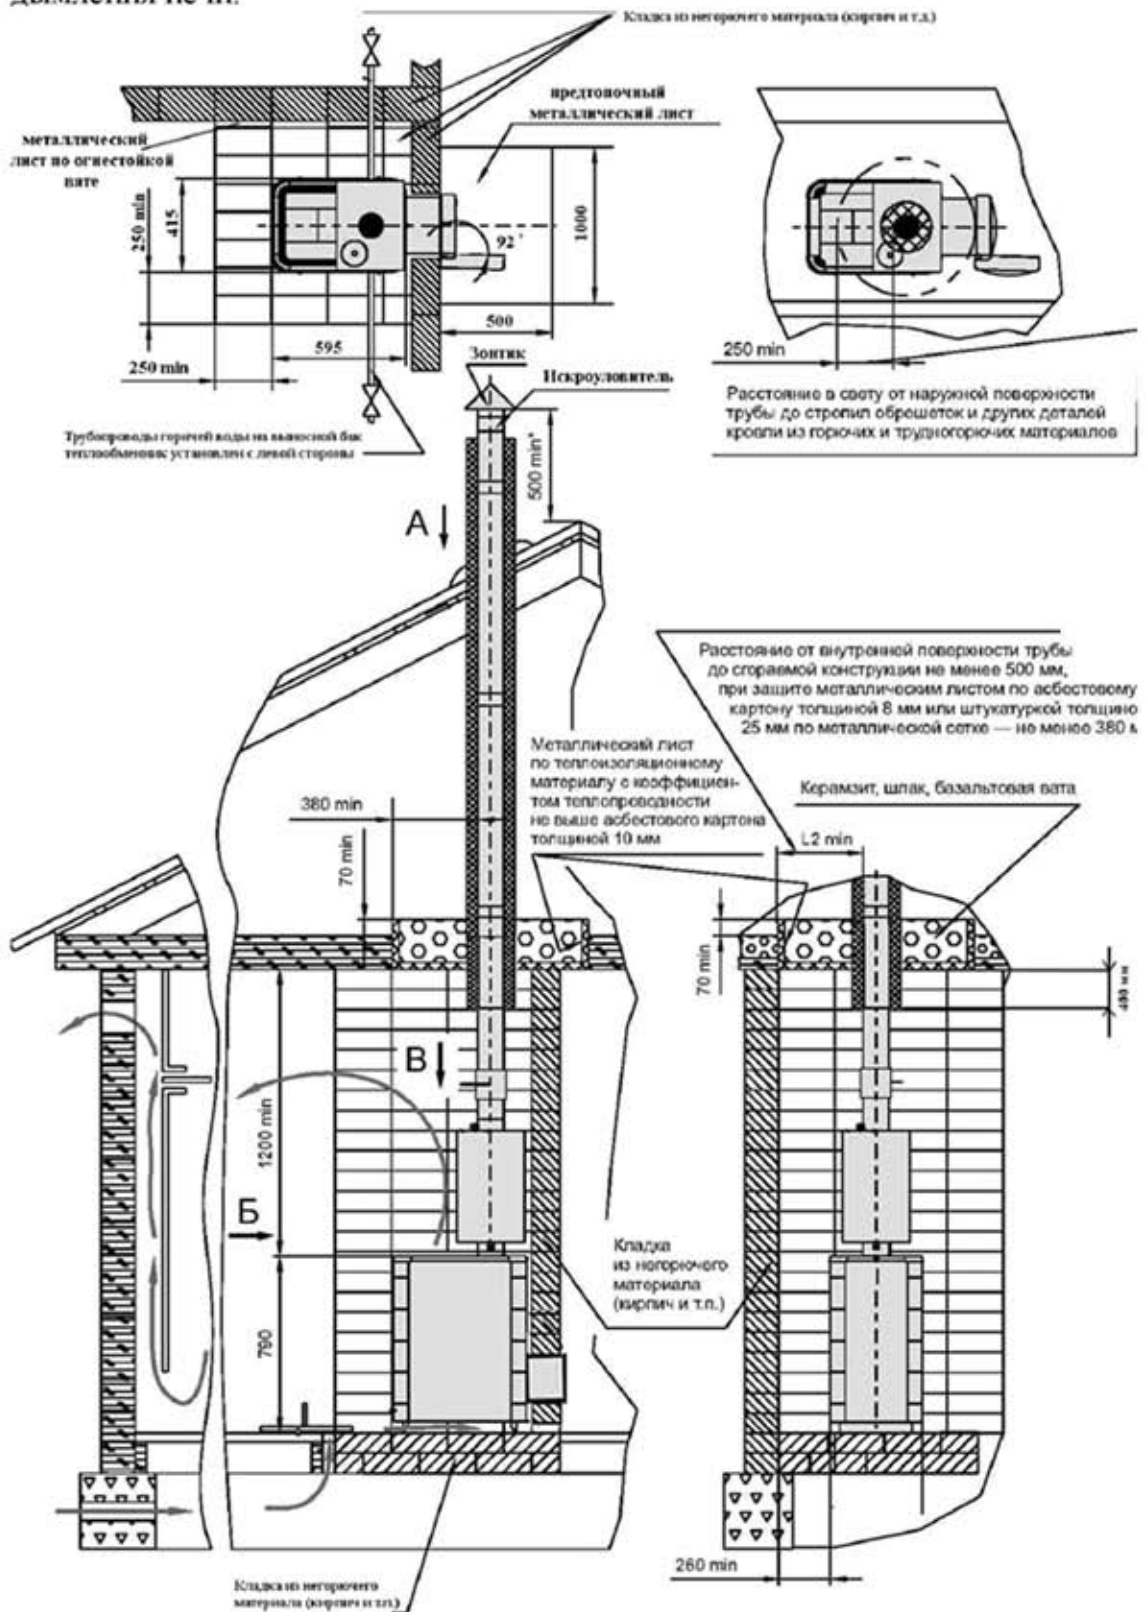 Кладка из негорючего материала (кирпич и т.д.)
предтопочный
металлический лист
металлический
лист по огнестойкой
вате
250 min
415
92°
1000
500
595
250 min
Зонтик
Искроуловитель
Трубопроводы горячей воды на выносной бак
теплообменник установлен с левой стороны
250 min
Расстояние в свету от наружной поверхности
трубы до стропил обрешеток и других деталей
кровли из горючих и трудногорючих материалов
500 min*
А
Расстояние от внутренней поверхности трубы
до сгораемой конструкции не менее 500 мм,
при защите металлическим листом по асбестовому
картону толщиной 8 мм или штукатуркой толщино
25 мм по металлической сетке — не менее 380
Металлический лист
по теплоизоляционному
материалу с коэффициен-
том теплопроводности
не выше асбестового картона
толщиной 10 мм
Керамзит, шлак, базальтовая вата
380 min
70 min
L2 min
70 min
400 мм
В
1200 min
Б
790
Кладка
из негорючего
материала
(кирпич и т.п.)
260 min
Кладка из негорючего
материала (кирпич и т.п.)